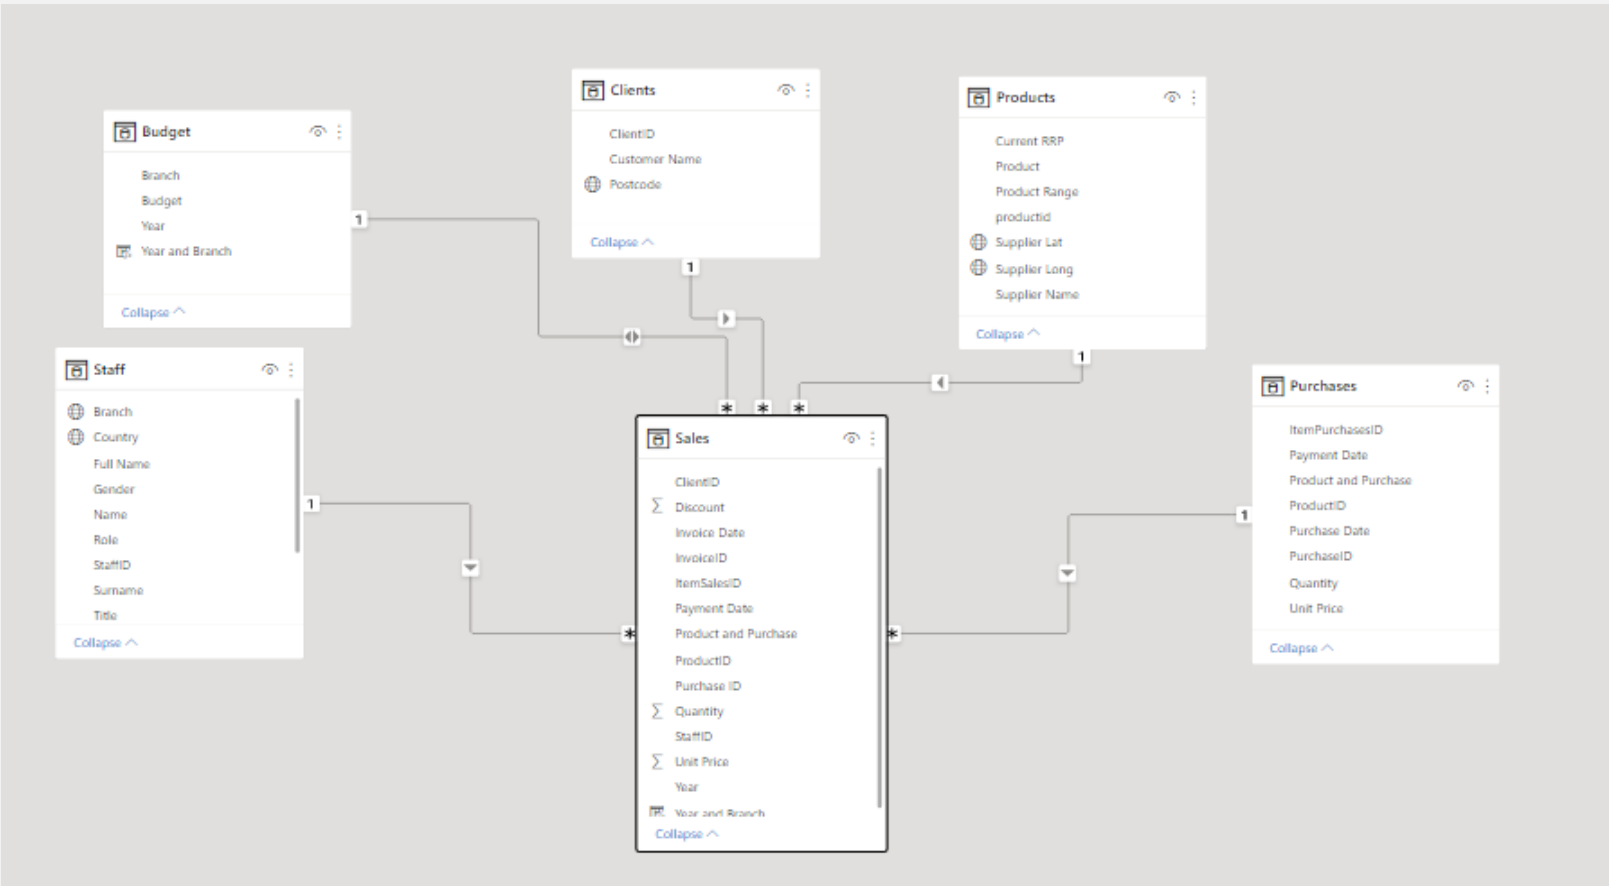 Budget
Branch
Budget
Year
Year and Branch
Collapse
1
Clients
ClientID
Customer Name
Postcode
Collapse
1
Products
Current RRP
Product
Product Range
productid
Supplier Lat
Supplier Long
Supplier Name
Collapse
1
Staff
Branch
Country
Full Name
Gender
Name
Role
StaffID
Surname
Title
Collapse
1
*
*
*
*
Sales
ClientID
Discount
Invoice Date
InvoiceID
ItemSalesID
Payment Date
Product and Purchase
ProductID
Purchase ID
Quantity
StaffID
Unit Price
Year
Year and Branch
Collapse
*
1
Purchases
ItemPurchasesID
Payment Date
Product and Purchase
ProductID
Purchase Date
PurchaseID
Quantity
Unit Price
Collapse